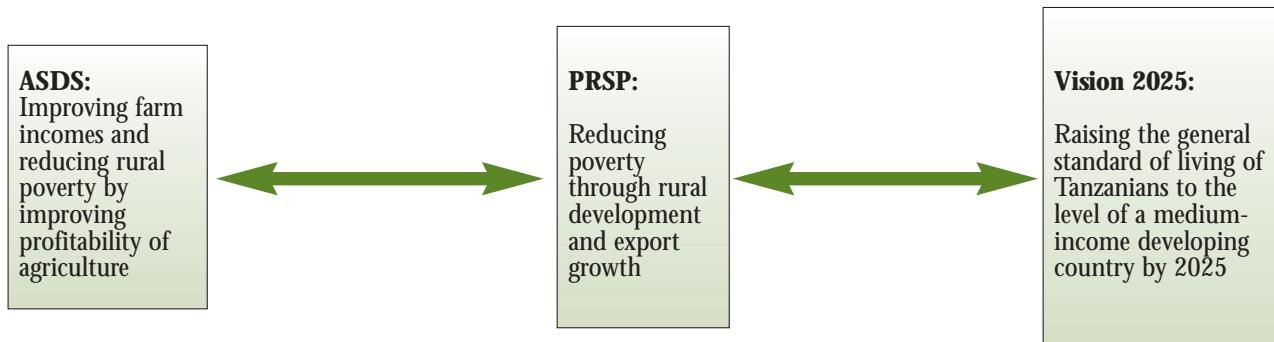 ASDS:
Improving farm
incomes and
reducing rural
poverty by
improving
profitability of
agriculture
PRSP:
Reducing
poverty
through rural
development
and export
growth
Vision 2025:
Raising the general
standard of living of
Tanzanians to the
level of a medium-
income developing
country by 2025